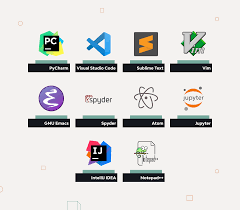 PC
PyCharm
Visual Studio Code
Sublime Text
Vim
GNU Emacs
spyder
Spyder
Atom
jupyter
Jupyter
IJ
IntelliJ IDEA
Notepad++
Notepad++